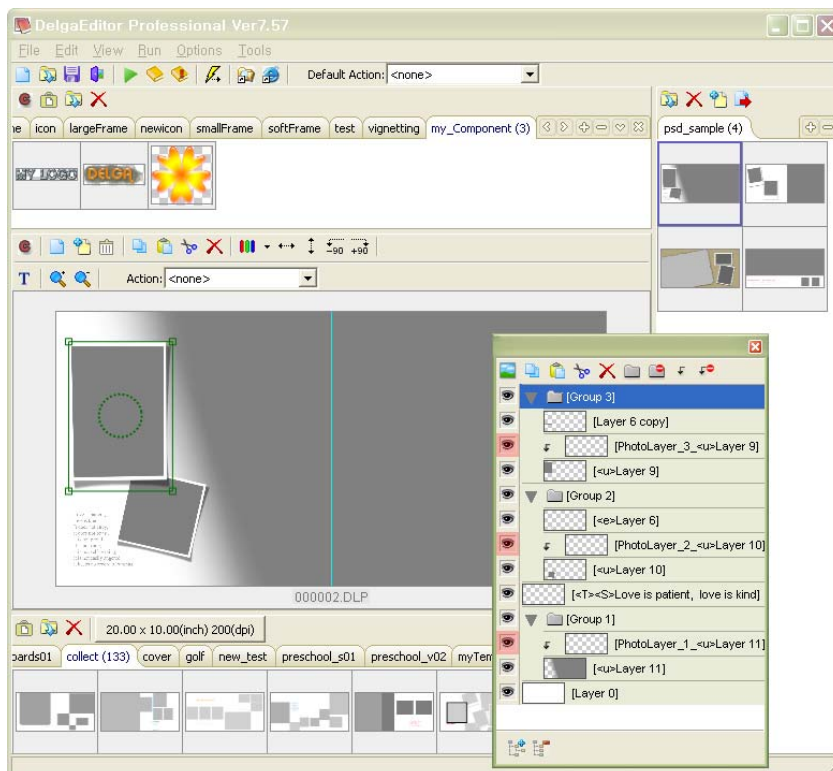 DelgaEditor Professional Ver7.57
File Edit View Run Options Tools
Default Action: <none>
icon largeFrame newicon smallFrame softFrame test vignetting my_Component (3)
psd_sample (4)
MY LOGO DELGA
-90 +90
T Action: <none>
[Group 3]
[Layer 6 copy]
[PhotoLayer_3_<u>Layer 9]
[<u>Layer 9]
[Group 2]
[<e>Layer 6]
[PhotoLayer_2_<u>Layer 10]
[<u>Layer 10]
[<T><S>Love is patient, love is kind]
[Group 1]
[PhotoLayer_1_<u>Layer 11]
[<u>Layer 11]
[Layer 0]
000002.DLP
20.00 x 10.00(inch) 200(dpi)
collect (133) cover golf new_test preschool_s01 preschool_v02